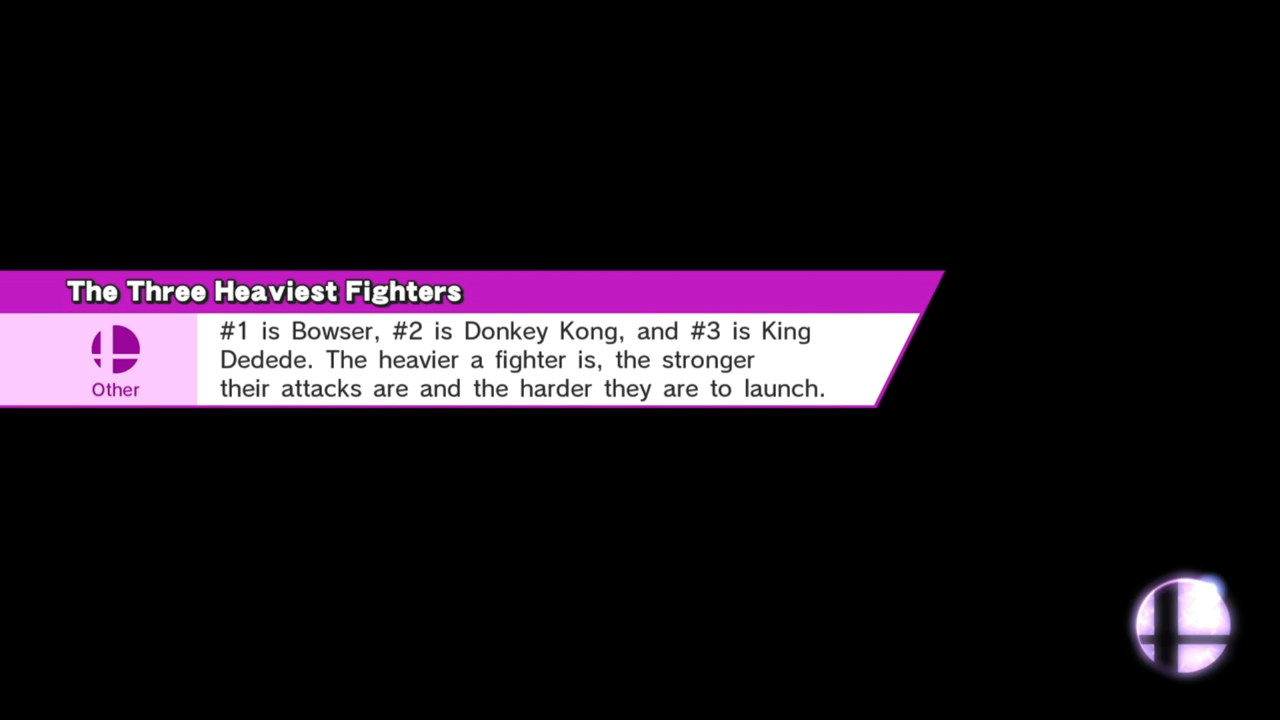 The Three Heaviest Fighters
#1 is Bowser, #2 is Donkey Kong, and #3 is King
Dedede. The heavier a fighter is, the stronger
their attacks are and the harder they are to launch.
Other